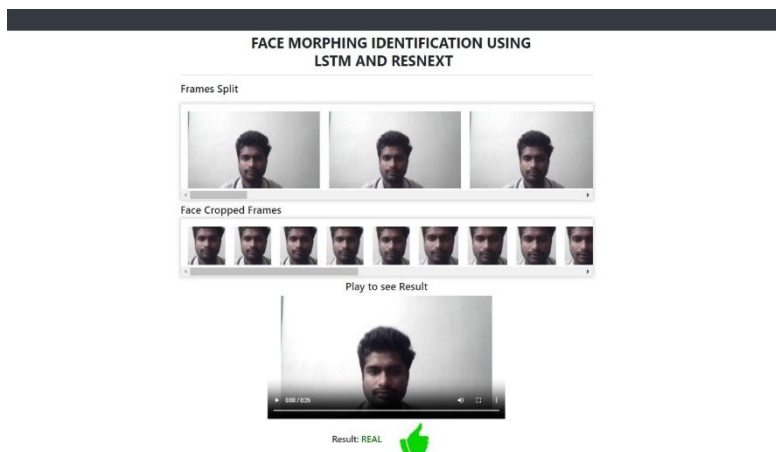 FACE MORPHING IDENTIFICATION USING
LSTM AND RESNEXT
Frames Split
Face Cropped Frames
Play to see Result
0:00 / 0:26
Result: REAL